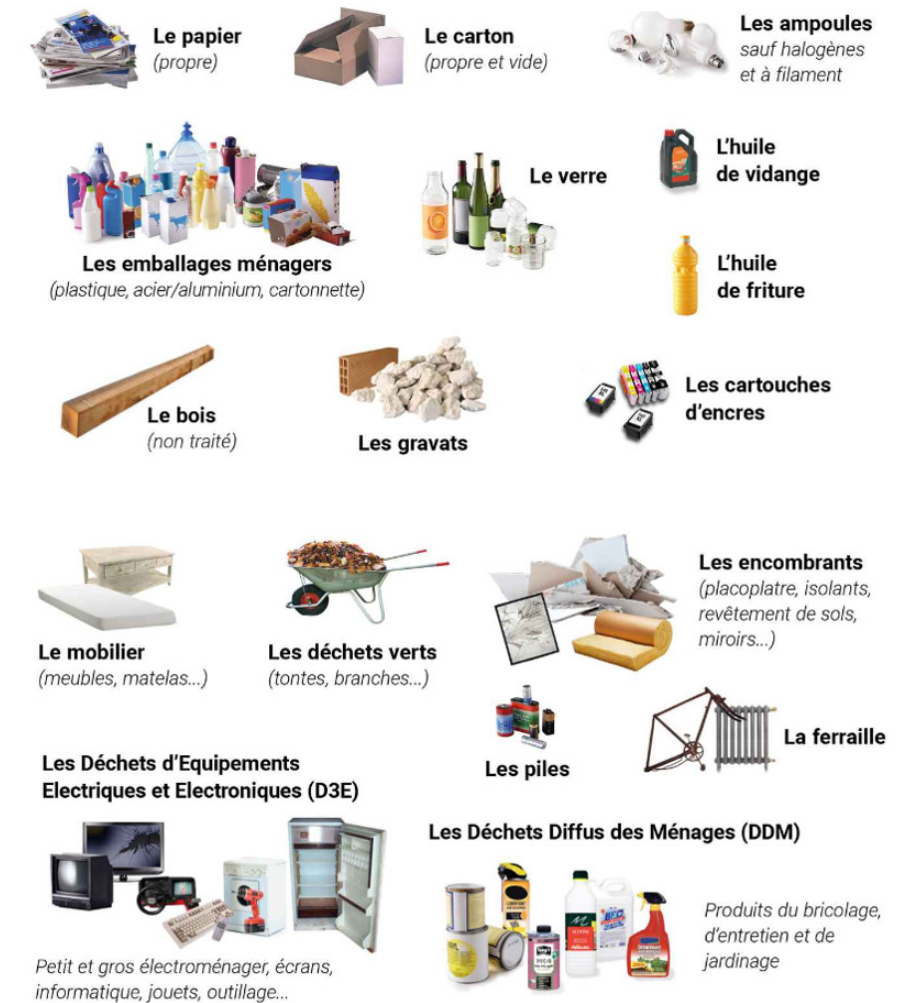 Le papier
(propre)
Le carton
(propre et vide)
Les ampoules
sauf halogènes
et à filament
Les emballages ménagers
(plastique, acier/aluminium, cartonnette)
Le verre
L'huile
de vidange
L'huile
de friture
Le bois
(non traité)
Les gravats
Les cartouches
d'encres
Le mobilier
(meubles, matelas...)
Les déchets verts
(tontes, branches...)
Les encombrants
(placoplatre, isolants,
revêtement de sols,
miroirs...)
Les piles
La ferraille
Les Déchets d'Equipements
Electriques et Electroniques (D3E)
Petit et gros électroménager, écrans,
informatique, jouets, outillage...
Les Déchets Diffus des Ménages (DDM)
Produits du bricolage,
d'entretien et de
jardinage